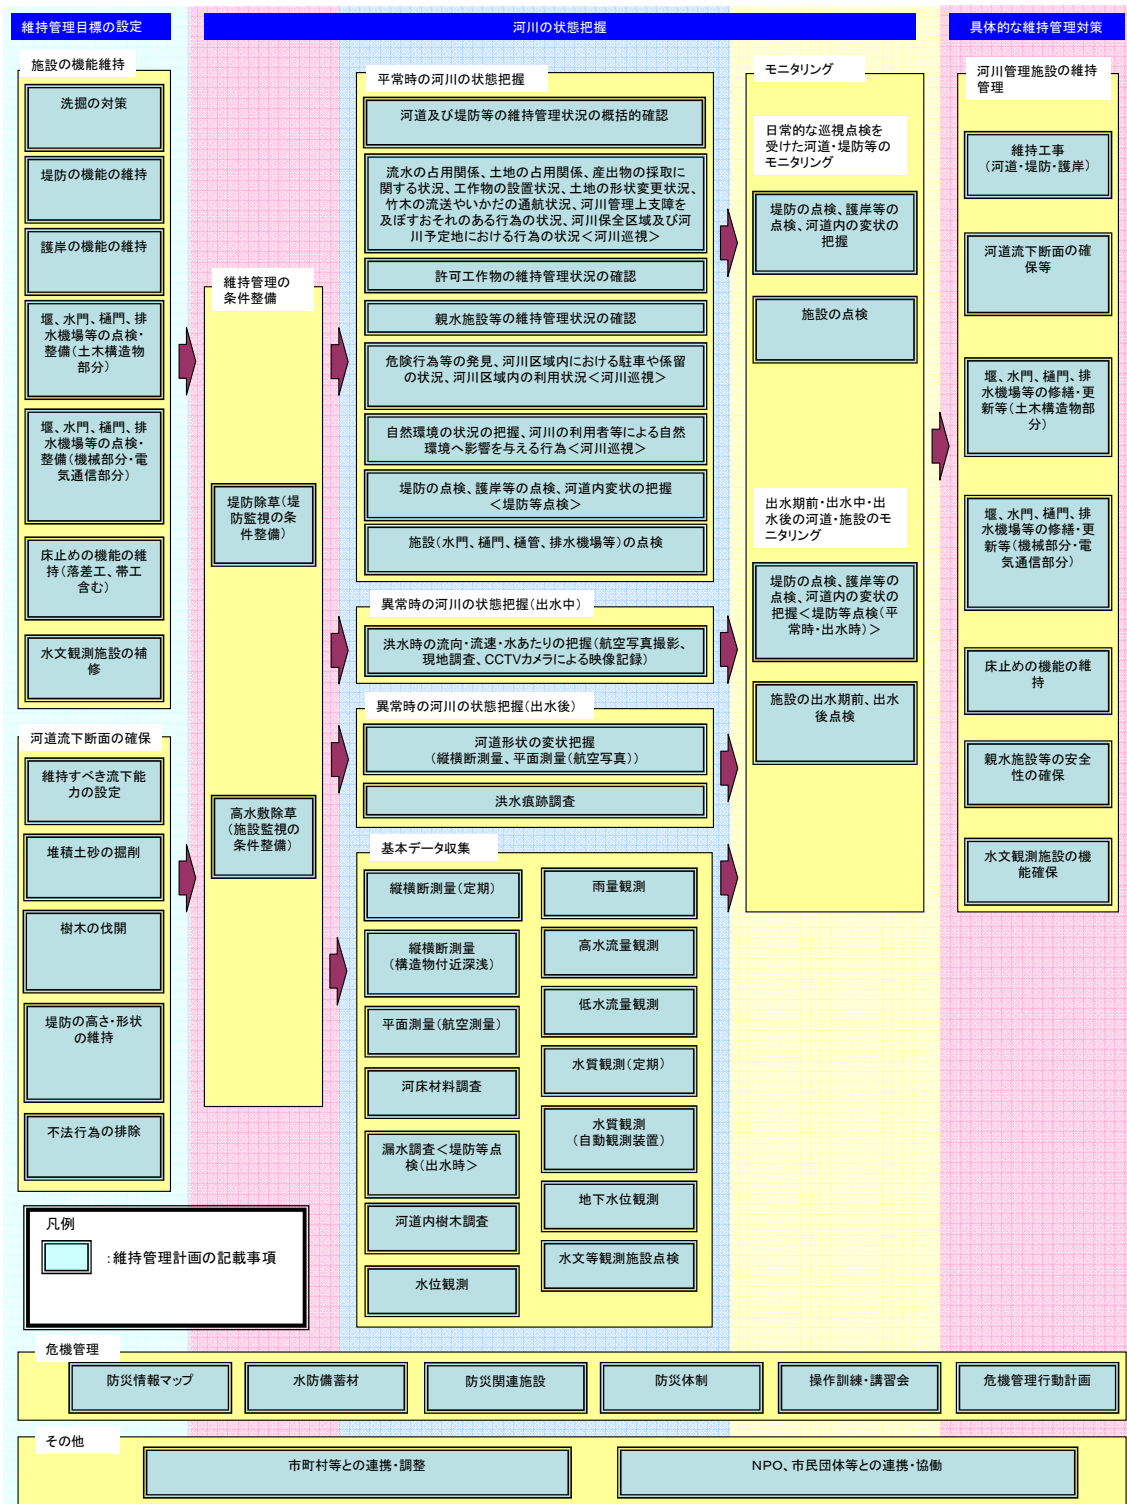 維持管理目標の設定
河川の状態把握
具体的な維持管理対策
施設の機能維持
洗掘の対策
堤防の機能の維持
護岸の機能の維持
堰、水門、樋門、排
水機場等の点検・
整備(土木構造物
部分)
堰、水門、樋門、排
水機場等の点検・
整備(機械部分・電
気通信部分)
床止めの機能の維
持(落差工、帯工
含む)
水文観測施設の補
修
河道流下断面の確保
維持すべき流下能
力の設定
堆積土砂の掘削
樹木の伐開
堤防の高さ・形状
の維持
不法行為の排除
凡例
:維持管理計画の記載事項
維持管理の
条件整備
堤防除草(堤
防監視の条
件整備)
高水敷除草
(施設監視の
条件整備)
平常時の河川の状態把握
河道及び堤防等の維持管理状況の概括的確認
流水の占用関係、土地の占用関係、産出物の採取に
関する状況、工作物の設置状況、土地の形状変更状況、
竹木の流送やいかだの通航状況、河川管理上支障を
及ぼすおそれのある行為の状況、河川保全区域及び河
川予定地における行為の状況<河川巡視>
許可工作物の維持管理状況の確認
親水施設等の維持管理状況の確認
危険行為等の発見、河川区域内における駐車や係留
の状況、河川区域内の利用状況<河川巡視>
自然環境の状況の把握、河川の利用者等による自然
環境へ影響を与える行為<河川巡視>
堤防の点検、護岸等の点検、河道内変状の把握
<堤防等点検>
施設(水門、樋門、樋管、排水機場等)の点検
異常時の河川の状態把握(出水中)
洪水時の流向・流速・水あたりの把握(航空写真撮影、
現地調査、CCTVカメラによる映像記録)
異常時の河川の状態把握(出水後)
河道形状の変状把握
(縦横断測量、平面測量(航空写真))
洪水痕跡調査
基本データ収集
縦横断測量(定期)
縦横断測量
(構造物付近深浅)
平面測量(航空測量)
河床材料調査
漏水調査<堤防等点
検(出水時>
河道内樹木調査
水位観測
雨量観測
高水流量観測
低水流量観測
水質観測(定期)
水質観測
(自動観測装置)
地下水位観測
水文等観測施設点検
モニタリング
日常的な巡視点検を
受けた河道・堤防等の
モニタリング
堤防の点検、護岸等の
点検、河道内の変状の
把握
施設の点検
出水期前・出水中・出
水後の河道・施設のモ
ニタリング
堤防の点検、護岸等の
点検、河道内の変状の
把握<堤防等点検(平
常時・出水時)>
施設の出水期前、出水
後点検
河川管理施設の維持
管理
維持工事
(河道・堤防・護岸)
河道流下断面の確
保等
堰、水門、樋門、排
水機場等の修繕・更
新等(土木構造物部
分)
堰、水門、樋門、排
水機場等の修繕・更
新等(機械部分・電
気通信部分)
床止めの機能の維
持
親水施設等の安全
性の確保
水文観測施設の機
能確保
危機管理
防災情報マップ
水防備蓄材
防災関連施設
防災体制
操作訓練・講習会
危機管理行動計画
その他
市町村等との連携・調整
NPO、市民団体等との連携・協働